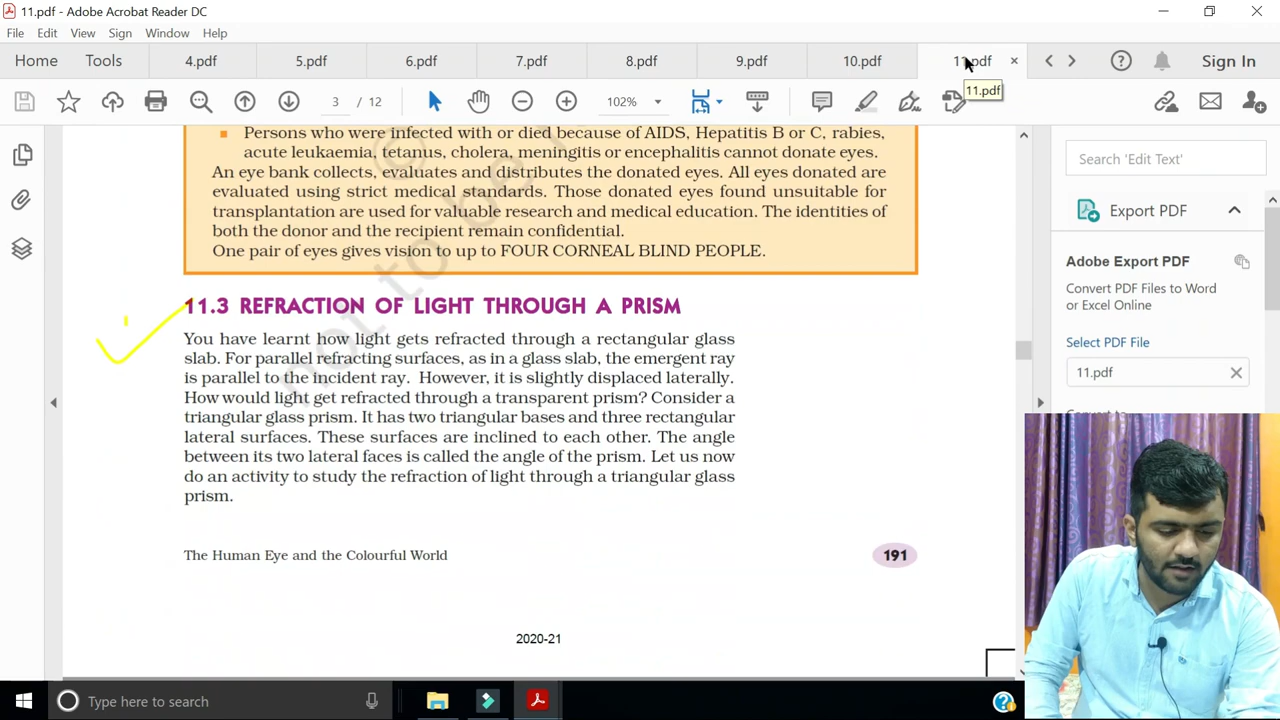 11.pdf - Adobe Acrobat Reader DC
File Edit View Sign Window Help
Home Tools 4.pdf 5.pdf 6.pdf 7.pdf 8.pdf 9.pdf 10.pdf 11.pdf × Sign In
3 / 12 102%
11.pdf
Persons who were infected with or died because of AIDS, Hepatitis B or C, rabies,
acute leukaemia, tetanus, cholera, meningitis or encephalitis cannot donate eyes.
An eye bank collects, evaluates and distributes the donated eyes. All eyes donated are
evaluated using strict medical standards. Those donated eyes found unsuitable for
transplantation are used for valuable research and medical education. The identities of
both the donor and the recipient remain confidential.
One pair of eyes gives vision to up to FOUR CORNEAL BLIND PEOPLE.
11.3 REFRACTION OF LIGHT THROUGH A PRISM
You have learnt how light gets refracted through a rectangular glass
slab. For parallel refracting surfaces, as in a glass slab, the emergent ray
is parallel to the incident ray. However, it is slightly displaced laterally.
How would light get refracted through a transparent prism? Consider a
triangular glass prism. It has two triangular bases and three rectangular
lateral surfaces. These surfaces are inclined to each other. The angle
between its two lateral faces is called the angle of the prism. Let us now
do an activity to study the refraction of light through a triangular glass
prism.
The Human Eye and the Colourful World 191
2020-21
© not to be
Search 'Edit Text'
Export PDF
Adobe Export PDF
Convert PDF Files to Word
or Excel Online
Select PDF File
11.pdf
Type here to search